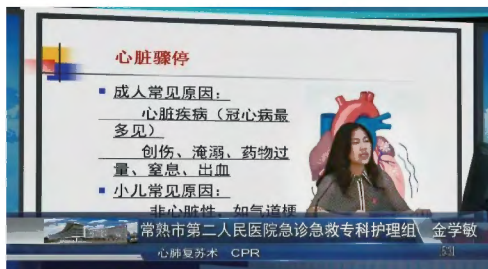 心脏骤停
成人常见原因：
心脏疾病（冠心病最
多见）
创伤、淹溺、药物过
量、窒息、出血
小儿常见原因：
非心脏性，如气道梗
常熟市第二人民医院急诊急救专科护理组 金学敏
心肺复苏术 CPR